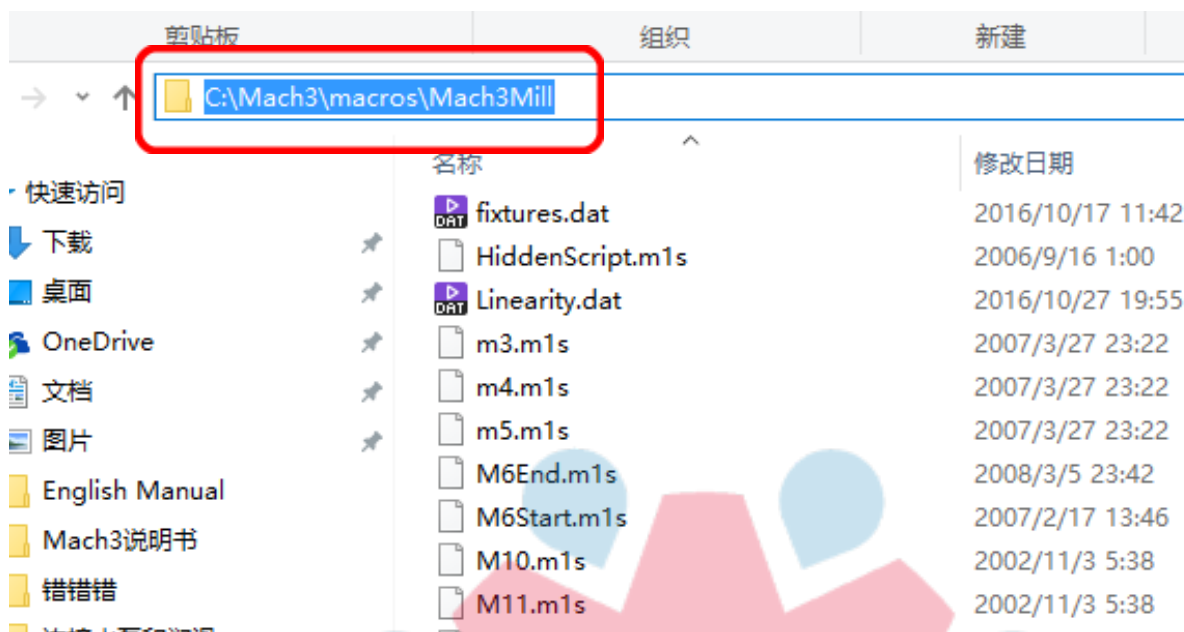 剪贴板 组织 新建
C:\Mach3\macros\Mach3Mill
名称 修改日期
快速访问
fixtures.dat 2016/10/17 11:42
下载
HiddenScript.m1s 2006/9/16 1:00
桌面
Linearity.dat 2016/10/27 19:55
OneDrive
m3.m1s 2007/3/27 23:22
文档
m4.m1s 2007/3/27 23:22
图片
m5.m1s 2007/3/27 23:22
English Manual
M6End.m1s 2008/3/5 23:42
M6Start.m1s 2007/2/17 13:46
Mach3说明书
M10.m1s 2002/11/3 5:38
错错错
M11.m1s 2002/11/3 5:38